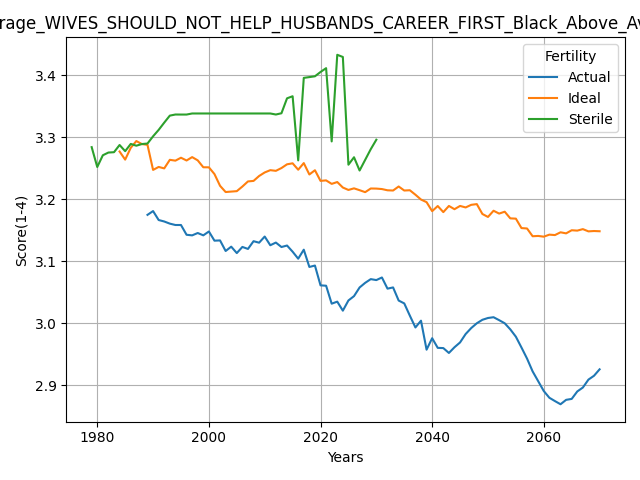 rage_WIVES_SHOULD_NOT_HELP_HUSBANDS_CAREER_FIRST_Black_Above_Av
Fertility
Actual
Ideal
Sterile
Score(1-4)
3.4
3.3
3.2
3.1
3.0
2.9
1980 2000 2020 2040 2060
Years